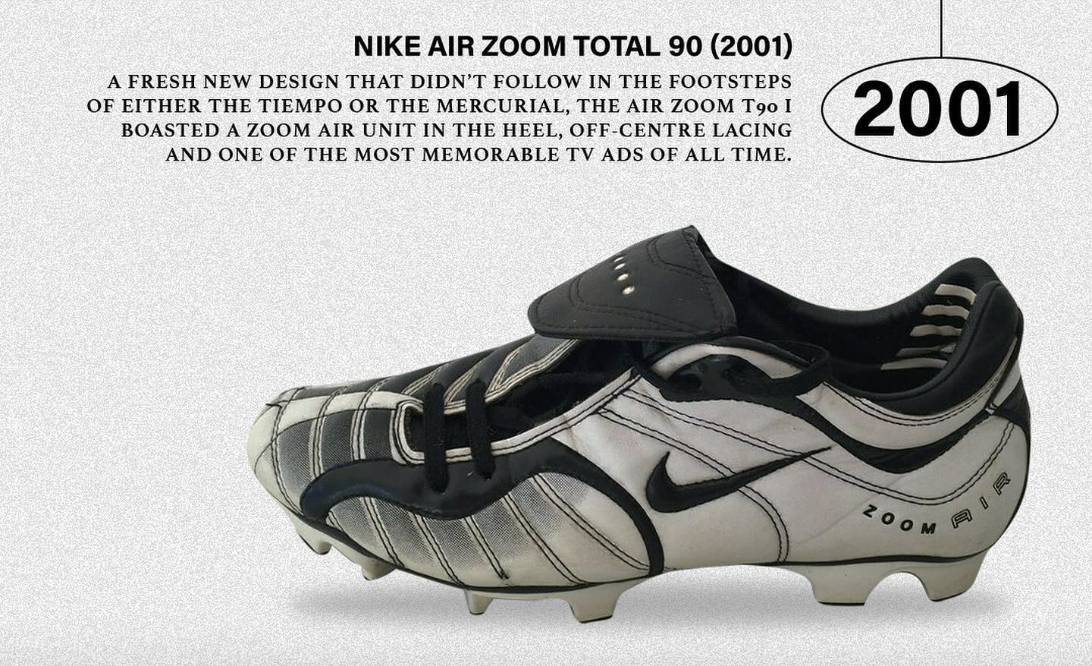 NIKE AIR ZOOM TOTAL 90 (2001)
A FRESH NEW DESIGN THAT DIDN'T FOLLOW IN THE FOOTSTEPS
OF EITHER THE TIEMPO OR THE MERCURIAL, THE AIR ZOOM T90 I
BOASTED A ZOOM AIR UNIT IN THE HEEL, OFF-CENTRE LACING
AND ONE OF THE MOST MEMORABLE TV ADS OF ALL TIME.
2001
ZOOM AIR